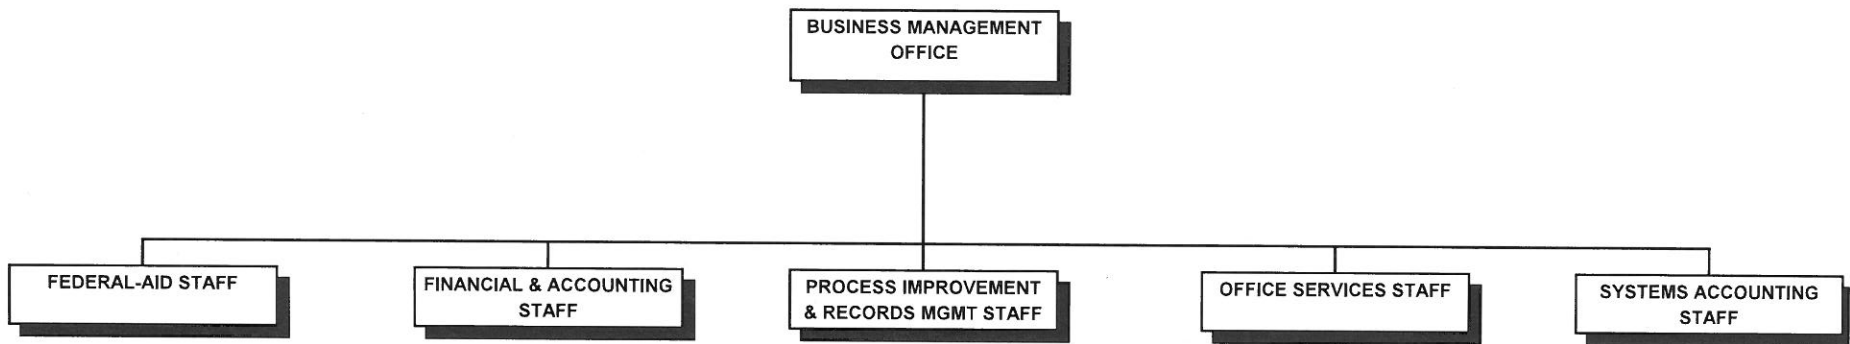 BUSINESS MANAGEMENT
OFFICE
FEDERAL-AID STAFF
FINANCIAL & ACCOUNTING
STAFF
PROCESS IMPROVEMENT
& RECORDS MGMT STAFF
OFFICE SERVICES STAFF
SYSTEMS ACCOUNTING
STAFF